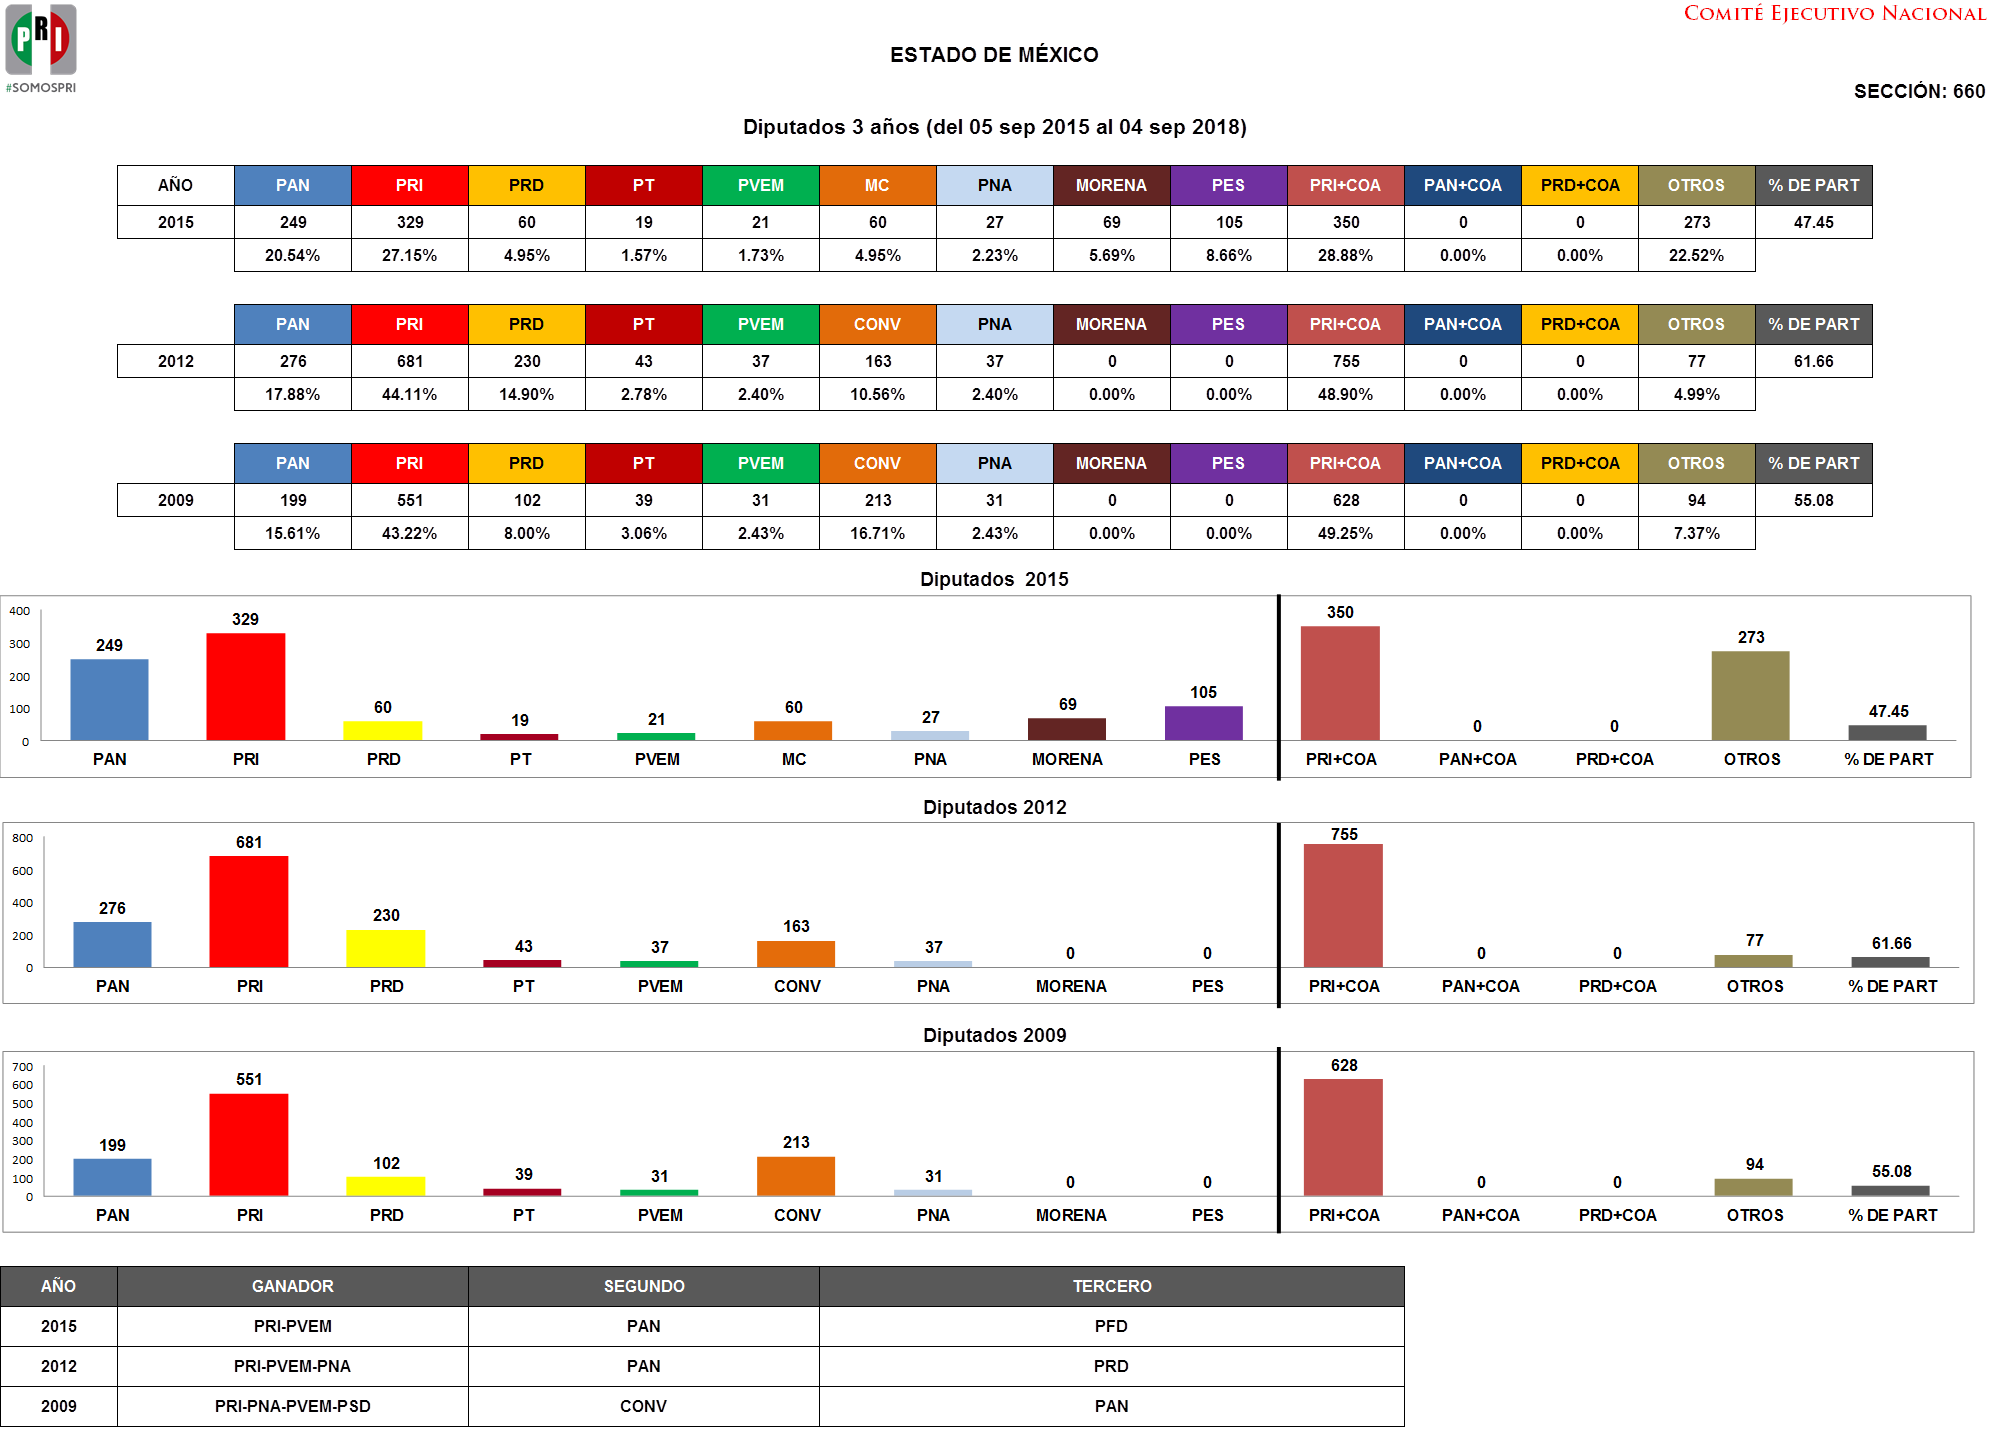 PRI
#SOMOSPRI
COMITÉ EJECUTIVO NACIONAL
ESTADO DE MÉXICO
SECCIÓN: 660
Diputados 3 años (del 05 sep 2015 al 04 sep 2018)
AÑO PAN PRI PRD PT PVEM MC PNA MORENA PES PRI+COA PAN+COA PRD+COA OTROS % DE PART
2015 249 329 60 19 21 60 27 69 105 350 0 0 273 47.45
20.54% 27.15% 4.95% 1.57% 1.73% 4.95% 2.23% 5.69% 8.66% 28.88% 0.00% 0.00% 22.52%
PAN PRI PRD PT PVEM CONV PNA MORENA PES PRI+COA PAN+COA PRD+COA OTROS % DE PART
2012 276 681 230 43 37 163 37 0 0 755 0 0 77 61.66
17.88% 44.11% 14.90% 2.78% 2.40% 10.56% 2.40% 0.00% 0.00% 48.90% 0.00% 0.00% 4.99%
PAN PRI PRD PT PVEM CONV PNA MORENA PES PRI+COA PAN+COA PRD+COA OTROS % DE PART
2009 199 551 102 39 31 213 31 0 0 628 0 0 94 55.08
15.61% 43.22% 8.00% 3.06% 2.43% 16.71% 2.43% 0.00% 0.00% 49.25% 0.00% 0.00% 7.37%
Diputados 2015
400
300
200
100
0
249 329 60 19 21 60 27 69 105 350 0 0 273 47.45
PAN PRI PRD PT PVEM MC PNA MORENA PES PRI+COA PAN+COA PRD+COA OTROS % DE PART
Diputados 2012
800
600
400
200
0
276 681 230 43 37 163 37 0 0 755 0 0 77 61.66
PAN PRI PRD PT PVEM CONV PNA MORENA PES PRI+COA PAN+COA PRD+COA OTROS % DE PART
Diputados 2009
700
600
500
400
300
200
100
0
199 551 102 39 31 213 31 0 0 628 0 0 94 55.08
PAN PRI PRD PT PVEM CONV PNA MORENA PES PRI+COA PAN+COA PRD+COA OTROS % DE PART
AÑO GANADOR SEGUNDO TERCERO
2015 PRI-PVEM PAN PFD
2012 PRI-PVEM-PNA PAN PRD
2009 PRI-PNA-PVEM-PSD CONV PAN